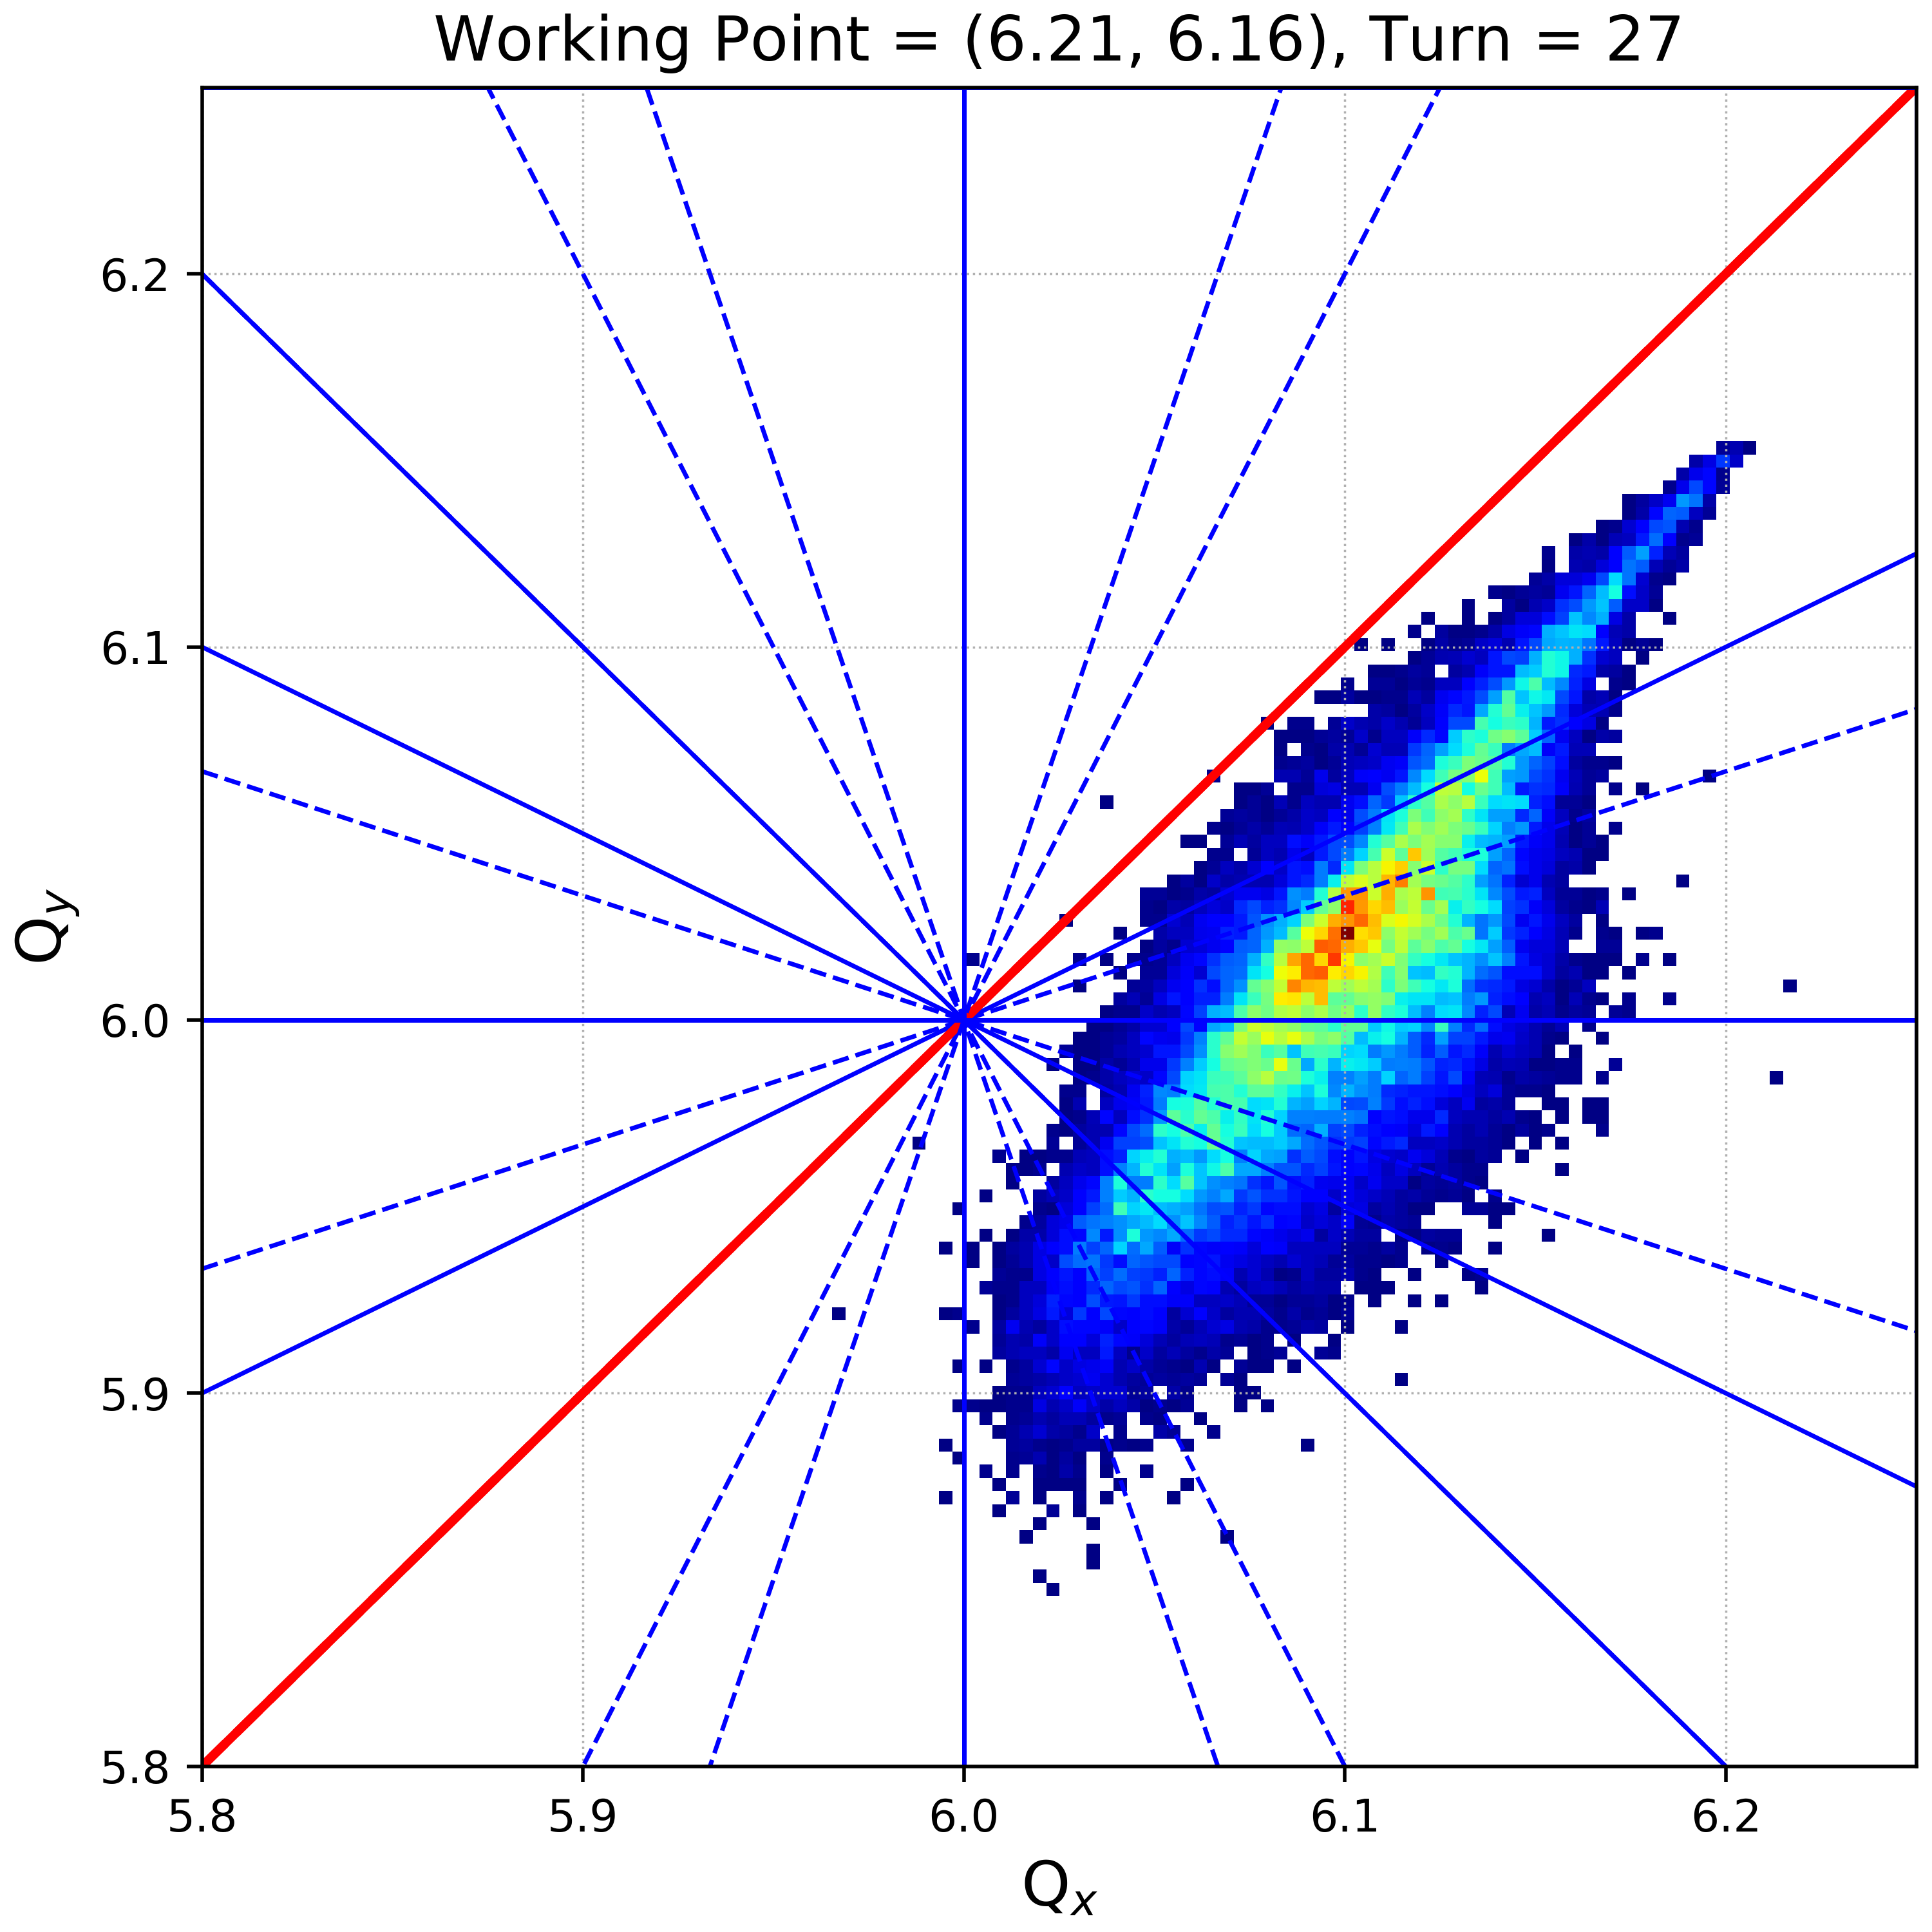 Working Point = (6.21, 6.16), Turn = 27
6.2
6.1
6.0
5.9
5.8
Qy
5.8 5.9 6.0 6.1 6.2
Qx